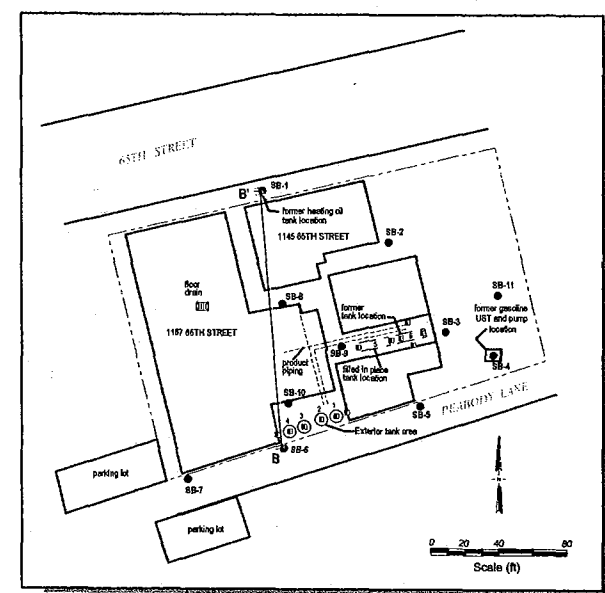 65TH STREET
B'
SB-1
former heating oil
tank location
1145 65TH STREET
SB-2
floor
drain
SB-8
SB-11
1167 65TH STREET
former
tank location
former gasoline
UST and pump
location
SB-3
SB-9
SB-4
product
piping
filled in place
tank location
SB-10
SB-5
PEABODY LANE
4
3
2
1
Exterior tank area
B
SB-6
parking lot
SB-7
parking lot
0 20 40 80
Scale (ft)